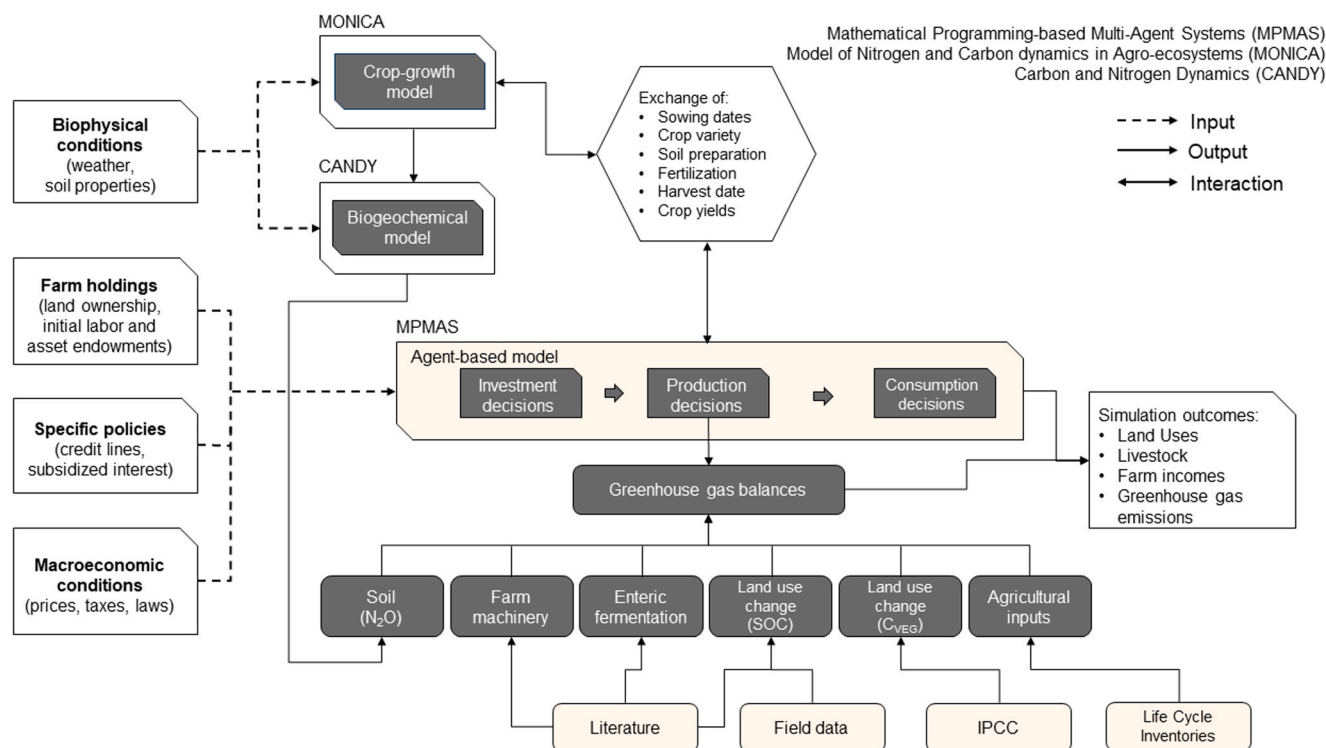 MONICA
Crop-growth
model
Mathematical Programming-based Multi-Agent Systems (MPMAS)
Model of Nitrogen and Carbon dynamics in Agro-ecosystems (MONICA)
Carbon and Nitrogen Dynamics (CANDY)
Input
Output
Interaction
Biophysical
conditions
(weather,
soil properties)
Exchange of:
• Sowing dates
• Crop variety
• Soil preparation
• Fertilization
• Harvest date
• Crop yields
CANDY
Biogeochemical
model
Farm holdings
(land ownership,
initial labor and
asset endowments)
Specific policies
(credit lines,
subsidized interest)
Macroeconomic
conditions
(prices, taxes, laws)
MPMAS
Agent-based model
Investment
decisions
Production
decisions
Consumption
decisions
Simulation outcomes:
• Land Uses
• Livestock
• Farm incomes
• Greenhouse gas
emissions
Greenhouse gas balances
Soil
(N₂O)
Farm
machinery
Enteric
fermentation
Land use
change
(SOC)
Land use
change
(C_VEG)
Agricultural
inputs
Literature
Field data
IPCC
Life Cycle
Inventories